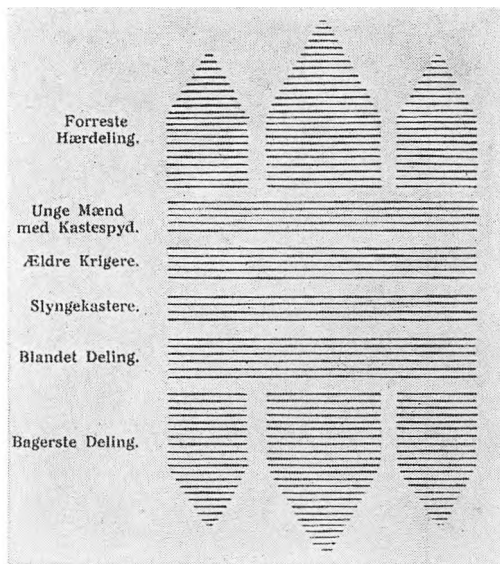 Forreste
Hærdeling.
Unge Mænd
med Kastespyd.
Ældre Krigere.
Slyngekastere.
Blandet Deling.
Bagerste Deling.